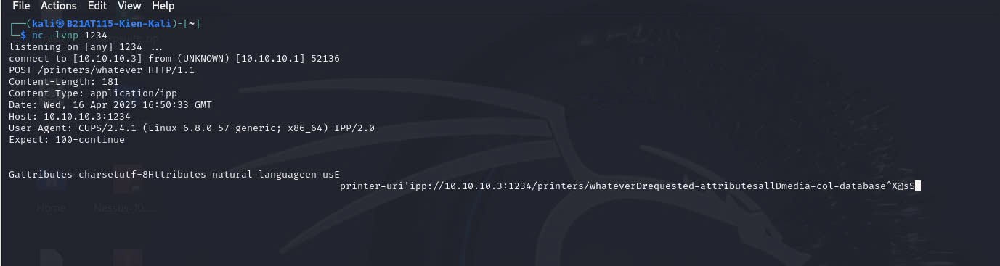 File Actions Edit View Help
┌──(kali㉿B21AT115-Kien-Kali)-[~]
└─$ nc -lvnp 1234
listening on [any] 1234 ...
connect to [10.10.10.3] from (UNKNOWN) [10.10.10.1] 52136
POST /printers/whatever HTTP/1.1
Content-Length: 181
Content-Type: application/ipp
Date: Wed, 16 Apr 2025 16:50:33 GMT
Host: 10.10.10.3:1234
User-Agent: CUPS/2.4.1 (Linux 6.8.0-57-generic; x86_64) IPP/2.0
Expect: 100-continue
Gattributes-charsetutf-8Httributes-natural-languageen-usE
printer-uri'ipp://10.10.10.3:1234/printers/whateverDrequested-attributesallDmedia-col-database^X@sS
Home Nessus-10....